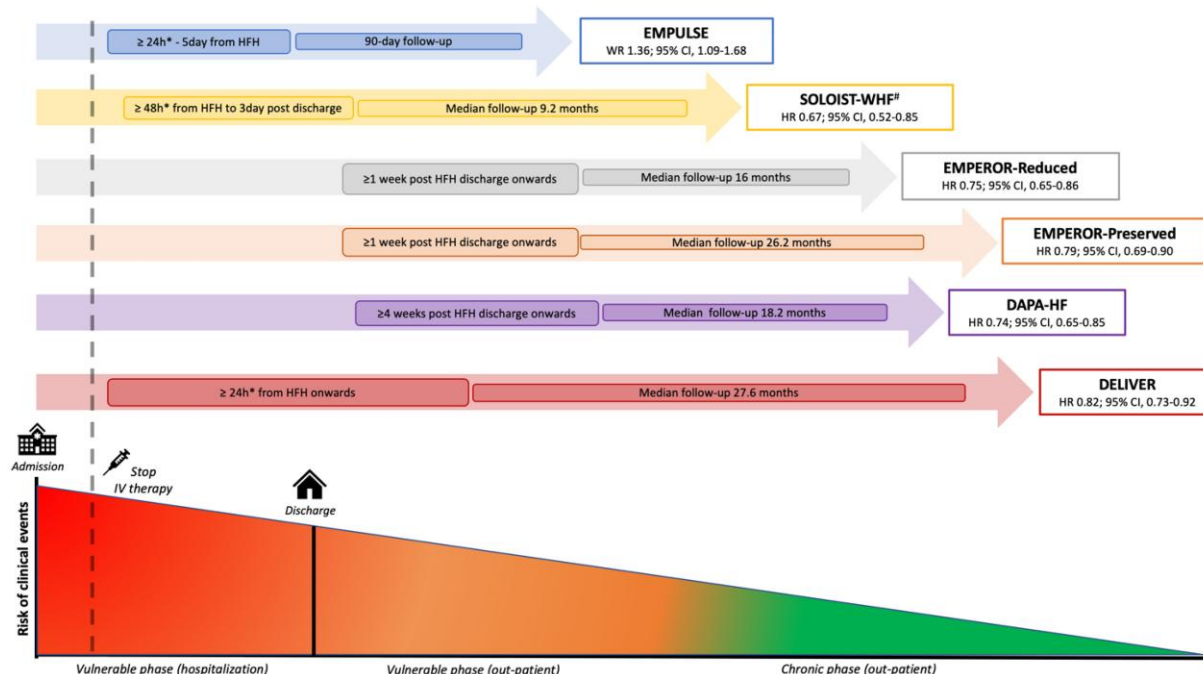 ≥ 24h* - 5day from HFH
90-day follow-up
EMPULSE
WR 1.36; 95% CI, 1.09-1.68
≥ 48h* from HFH to 3day post discharge
Median follow-up 9.2 months
SOLOIST-WHF#
HR 0.67; 95% CI, 0.52-0.85
≥1 week post HFH discharge onwards
Median follow-up 16 months
EMPEROR-Reduced
HR 0.75; 95% CI, 0.65-0.86
≥1 week post HFH discharge onwards
Median follow-up 26.2 months
EMPEROR-Preserved
HR 0.79; 95% CI, 0.69-0.90
≥4 weeks post HFH discharge onwards
Median follow-up 18.2 months
DAPA-HF
HR 0.74; 95% CI, 0.65-0.85
≥ 24h* from HFH onwards
Median follow-up 27.6 months
DELIVER
HR 0.82; 95% CI, 0.73-0.92
Admission
Stop
IV therapy
Discharge
Risk of clinical events
Vulnerable phase (hospitalization)
Vulnerable phase (out-patient)
Chronic phase (out-patient)